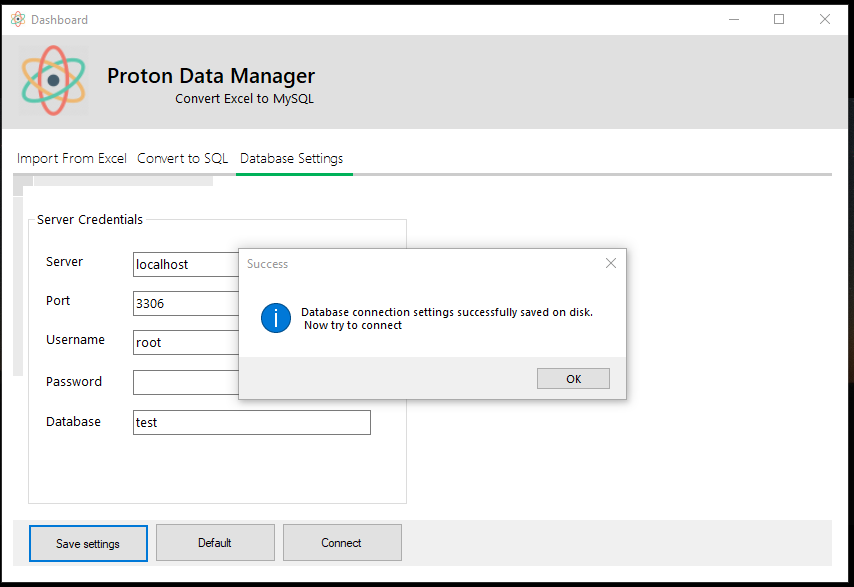 Dashboard
Proton Data Manager
Convert Excel to MySQL
Import From Excel
Convert to SQL
Database Settings
Server Credentials
Server
localhost
Port
3306
Username
root
Password
Database
test
Success
Database connection settings successfully saved on disk.
Now try to connect
OK
Save settings
Default
Connect